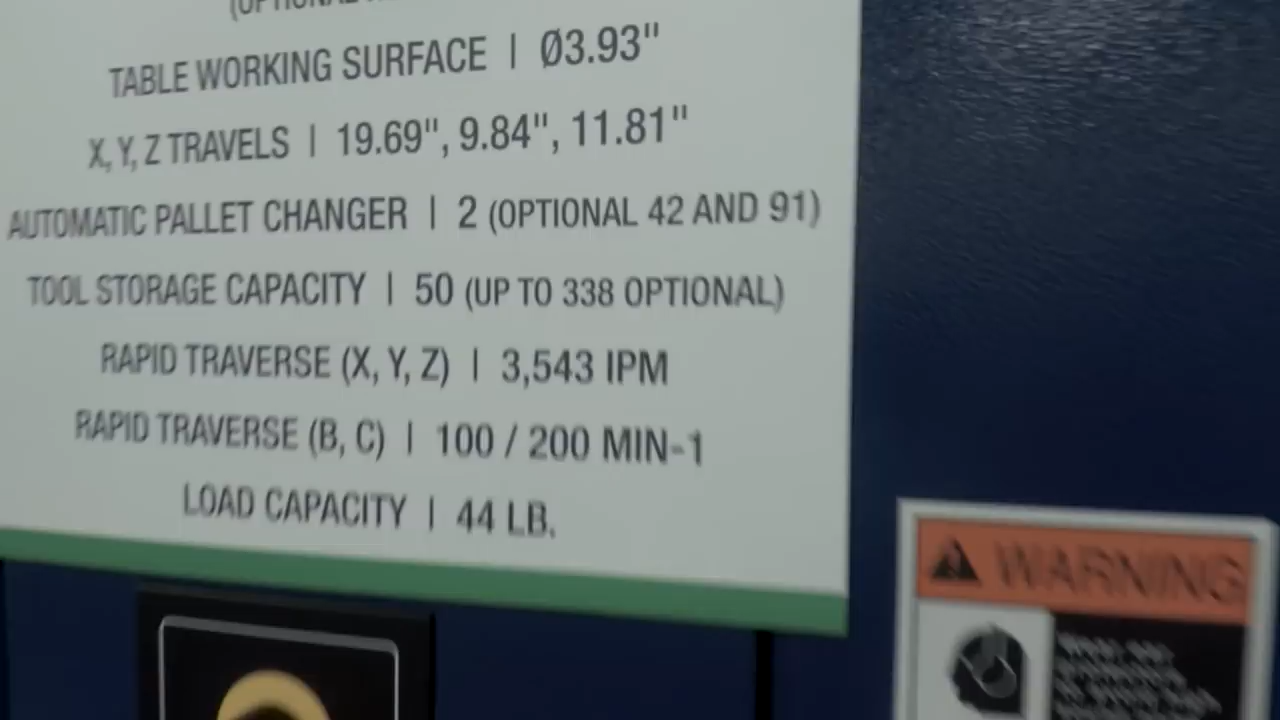 (OPTIONAL
TABLE WORKING SURFACE | Ø3.93"
X, Y, Z TRAVELS | 19.69", 9.84", 11.81"
AUTOMATIC PALLET CHANGER | 2 (OPTIONAL 42 AND 91)
TOOL STORAGE CAPACITY | 50 (UP TO 338 OPTIONAL)
RAPID TRAVERSE (X, Y, Z) | 3,543 IPM
RAPID TRAVERSE (B, C) | 100 / 200 MIN-1
LOAD CAPACITY | 44 LB.
WARNING